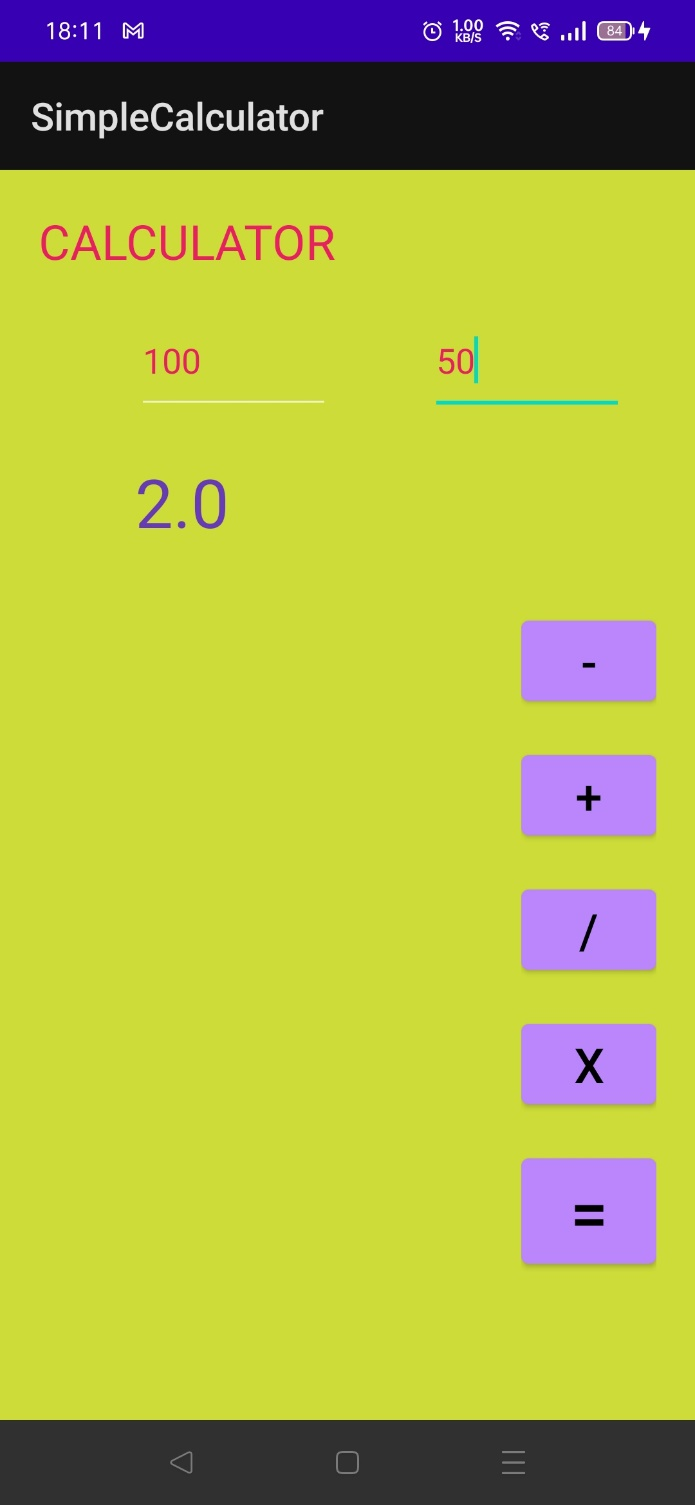 18:11 1.00 KB/S 84
SimpleCalculator
CALCULATOR
100 50
2.0
-
+
/
X
=